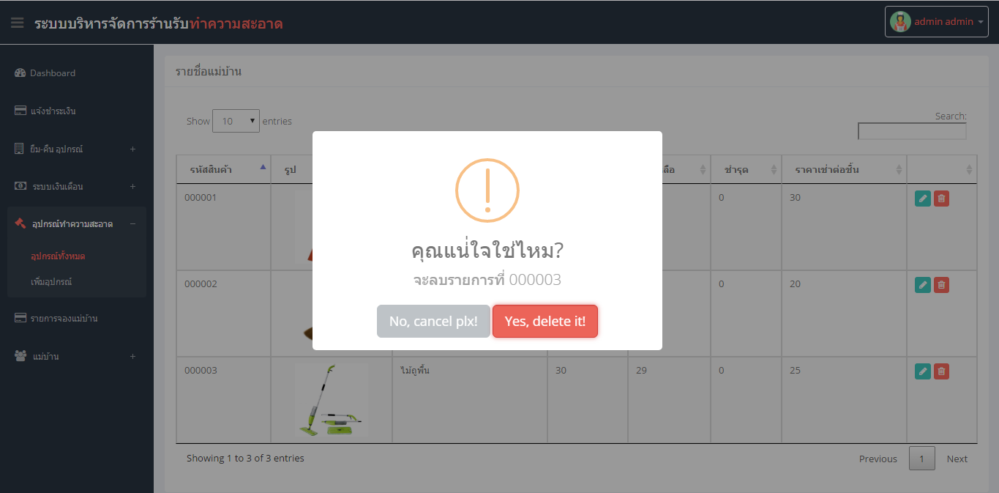 ระบบบริหารจัดการร้านรับทำความสะอาด
admin admin
Dashboard
แจ้งชำระเงิน
ยืม-คืน อุปกรณ์ +
ระบบเงินเดือน +
อุปกรณ์ทำความสะอาด −
อุปกรณ์ทั้งหมด
เพิ่มอุปกรณ์
รายการจองแม่บ้าน
แม่บ้าน +
รายชื่อแม่บ้าน
Show 10 entries
Search:
รหัสสินค้า รูป ชำรุด ราคาเช่าต่อชิ้น
000001 0 30
000002 0 20
000003 ไม้ถูพื้น 30 29 0 25
Showing 1 to 3 of 3 entries
Previous 1 Next
คุณแน่ใจใช่ไหม?
จะลบรายการที่ 000003
No, cancel plx! Yes, delete it!